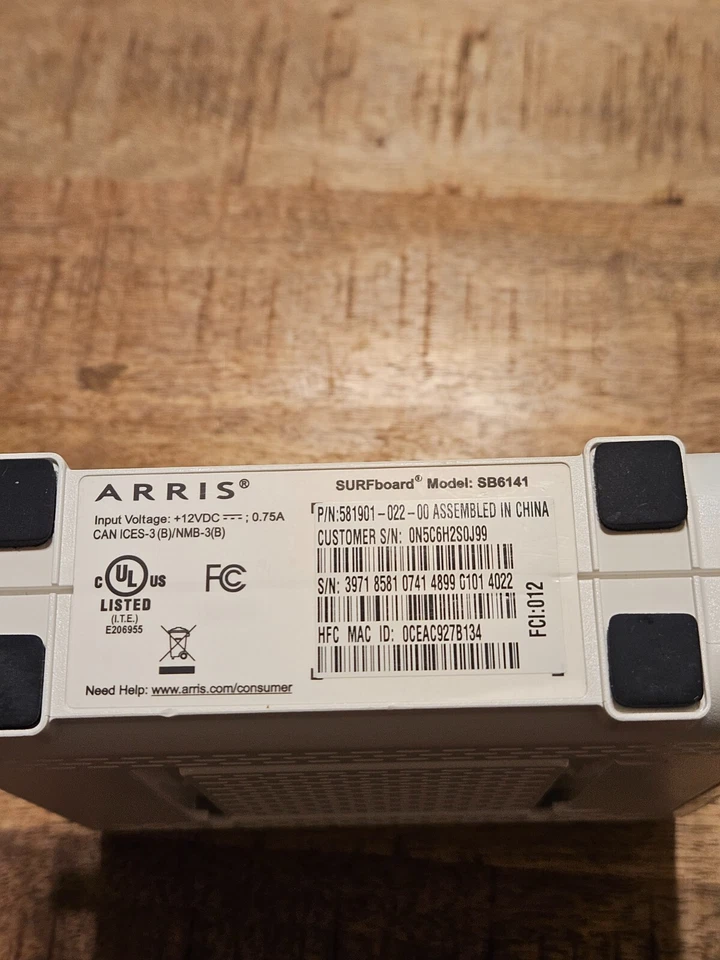 ARRIS®
Input Voltage: +12VDC ⎓; 0.75A
CAN ICES-3 (B)/NMB-3(B)
C UL US
LISTED
(I.T.E.)
E206955
FC
Need Help: www.arris.com/consumer
SURFboard® Model: SB6141
P/N:581901-022-00 ASSEMBLED IN CHINA
CUSTOMER S/N: 0N5C6H2S0J99
S/N: 3971 8581 0741 4899 C101 4022
HFC MAC ID: 0CEAC927B134
FCI:012